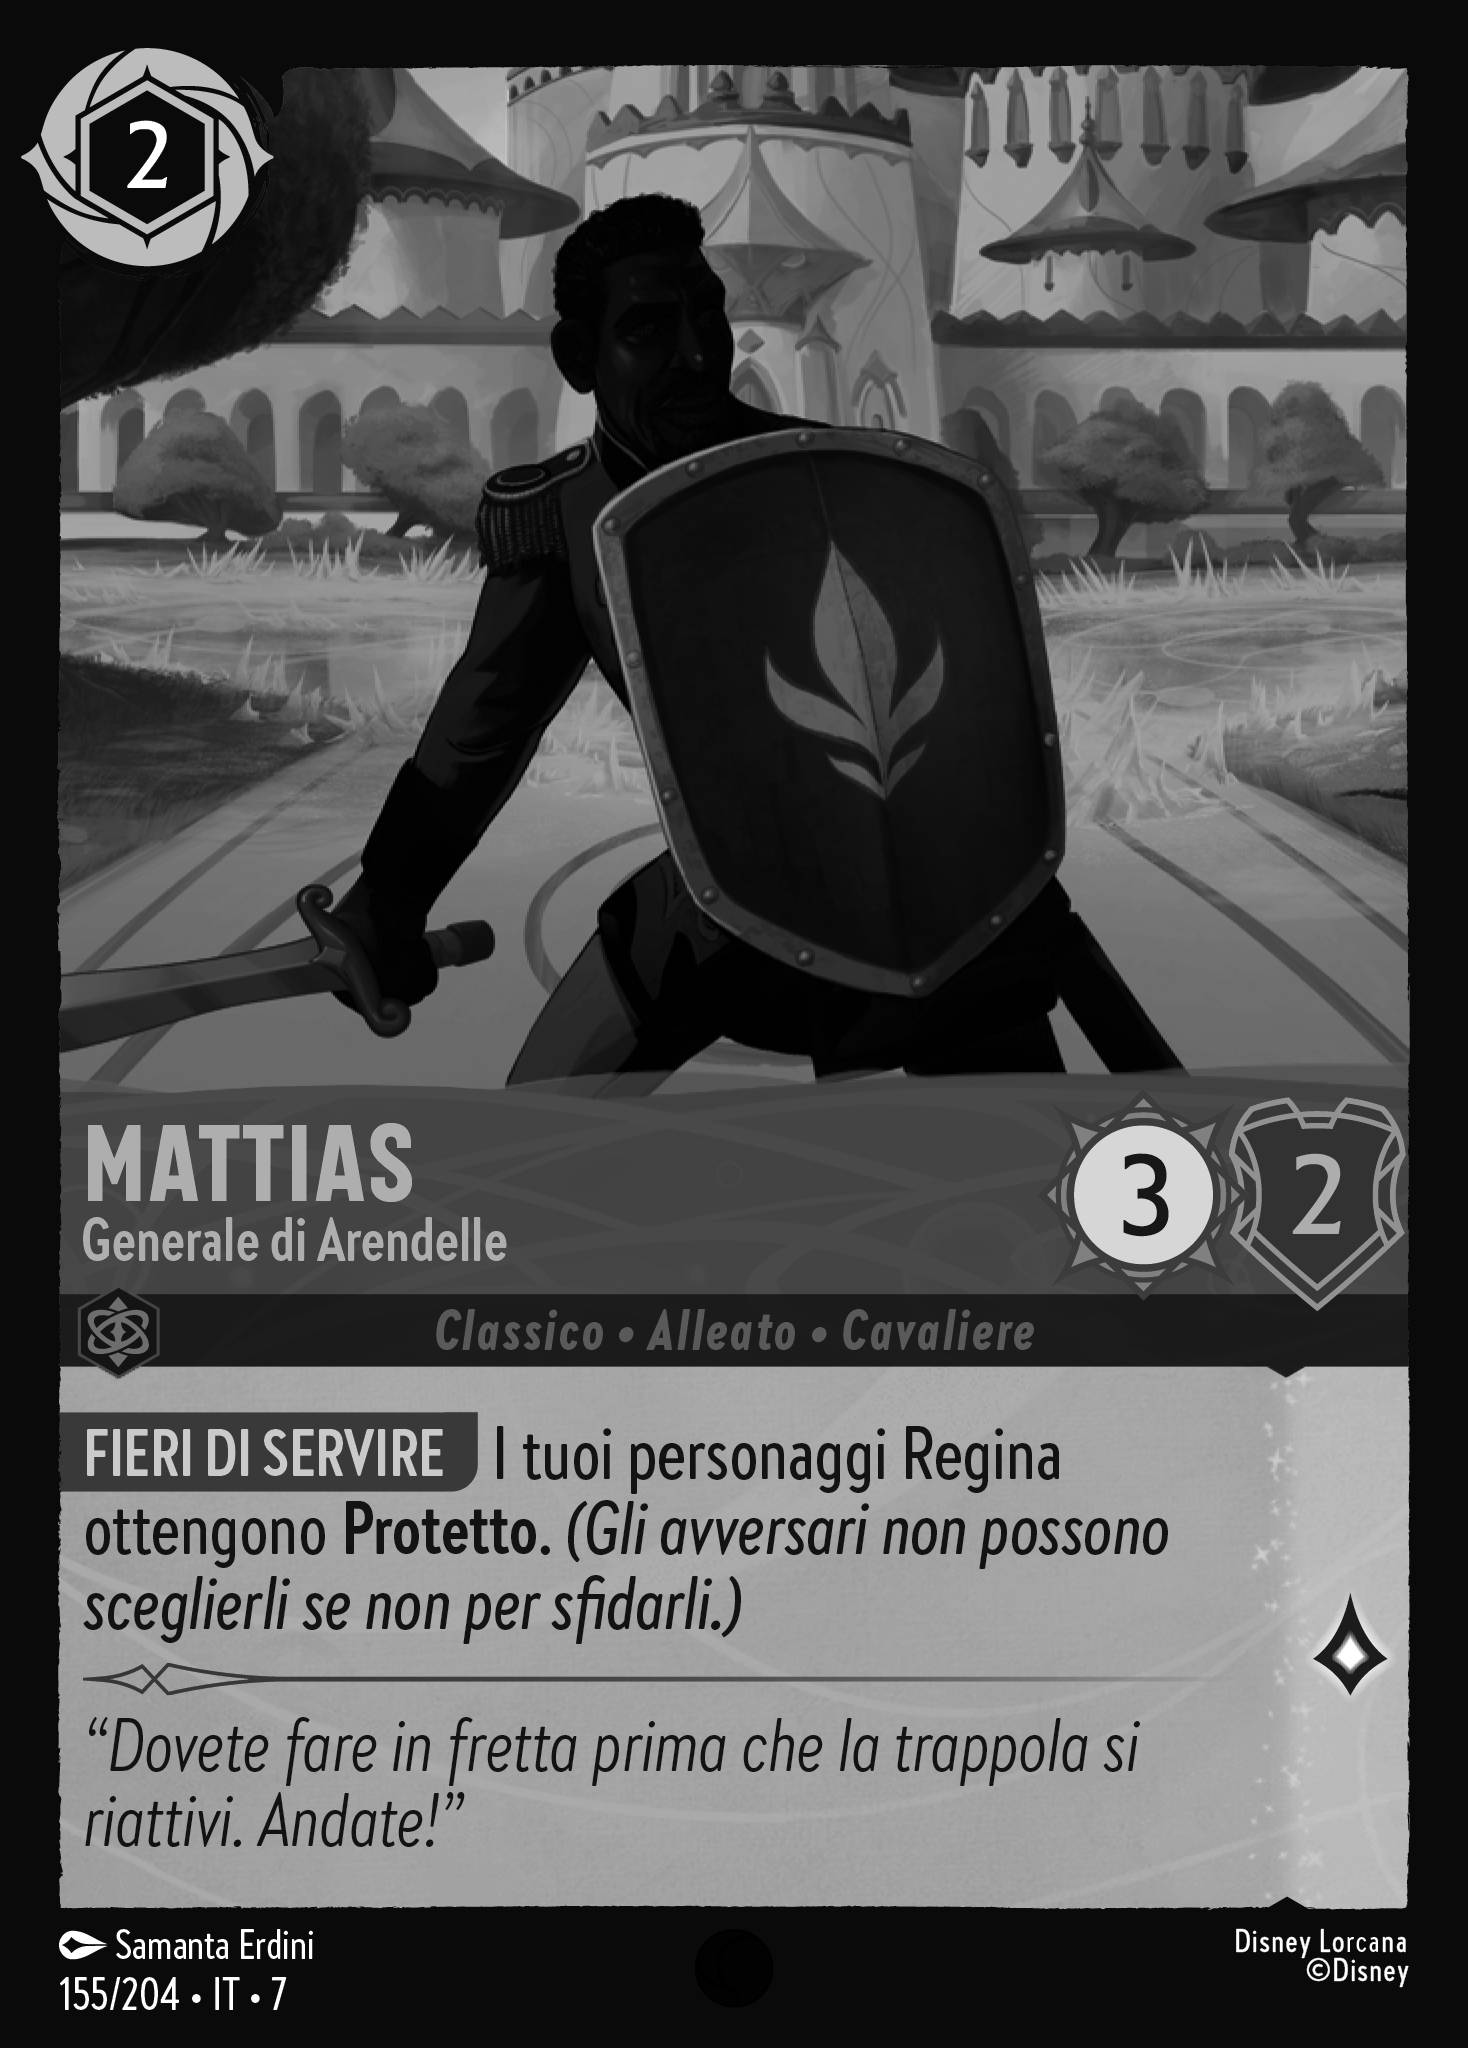 2
MATTIAS
Generale di Arendelle
3 2
Classico • Alleato • Cavaliere
FIERI DI SERVIRE I tuoi personaggi Regina
ottengono Protetto. (Gli avversari non possono
sceglierli se non per sfidarli.)
“Dovete fare in fretta prima che la trappola si
riattivi. Andate!”
Samanta Erdini
155/204 • IT • 7
Disney Lorcana
©Disney